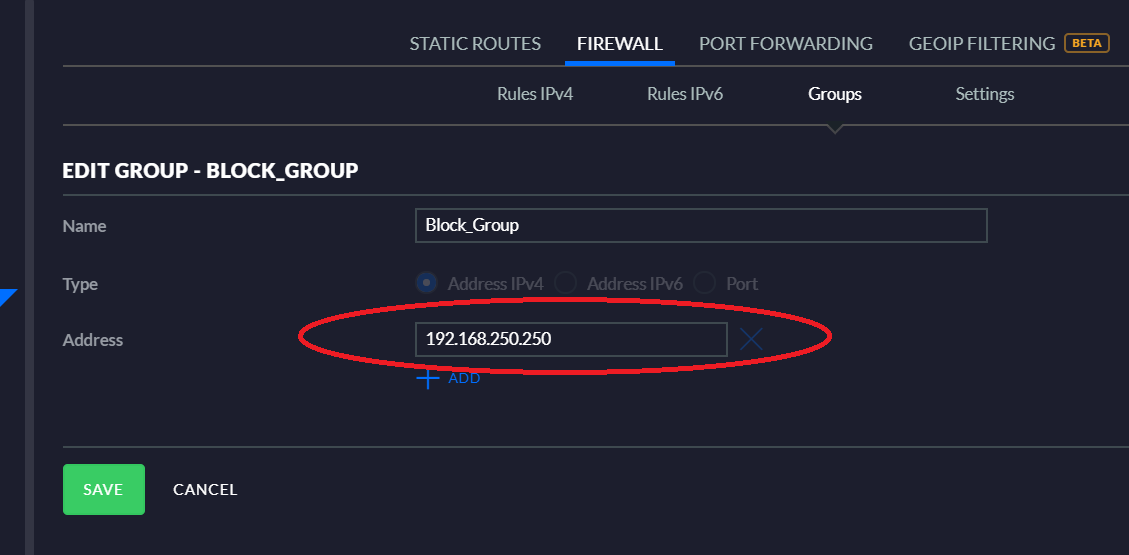 STATIC ROUTES FIREWALL PORT FORWARDING GEOIP FILTERING BETA
Rules IPv4 Rules IPv6 Groups Settings
EDIT GROUP - BLOCK_GROUP
Name Block_Group
Type Address IPv4 Address IPv6 Port
Address 192.168.250.250
ADD
SAVE CANCEL